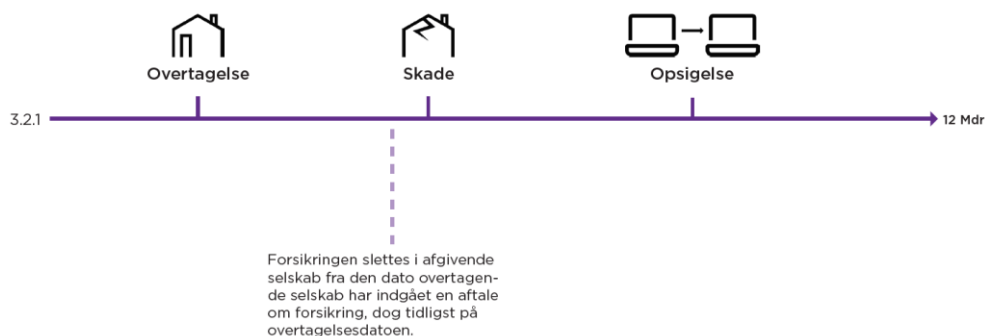 Overtagelse
Skade
Opsigelse
3.2.1
12 Mdr
Forsikringen slettes i afgivende
selskab fra den dato overtagen-
de selskab har indgået en aftale
om forsikring, dog tidligst på
overtagelsesdatoen.